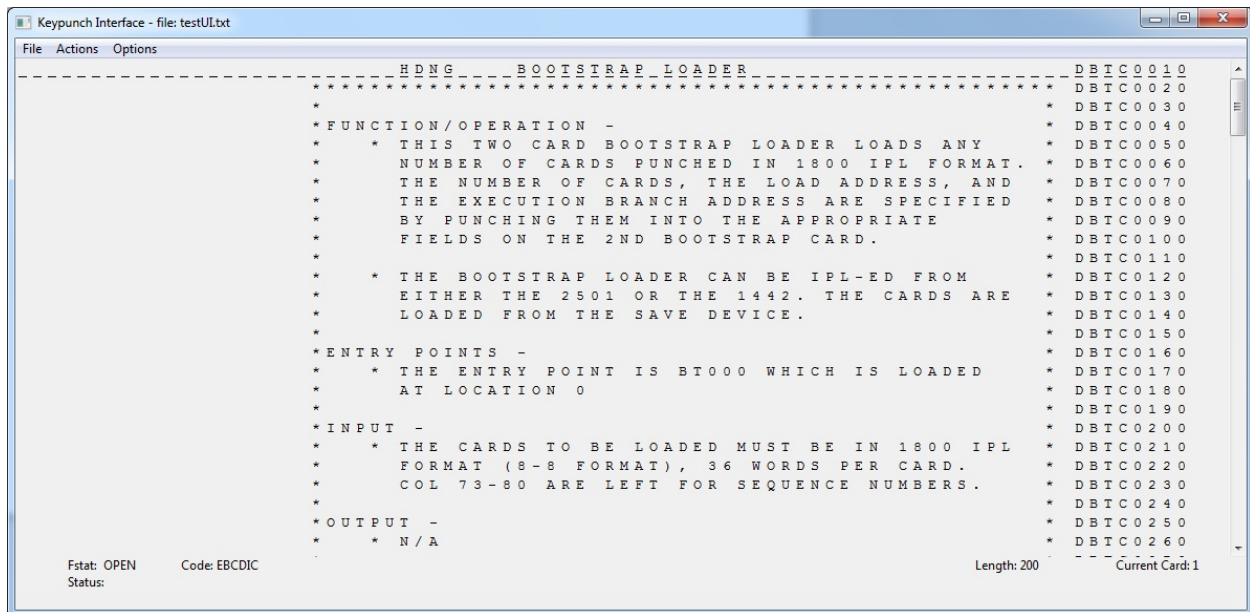 Keypunch Interface - file: testUI.txt
File Actions Options
HDNG BOOTSTRAP LOADER DBTC0010
*************************************************** DBTC0020
* * DBTC0030
*FUNCTION/OPERATION - * DBTC0040
* * THIS TWO CARD BOOTSTRAP LOADER LOADS ANY * DBTC0050
* NUMBER OF CARDS PUNCHED IN 1800 IPL FORMAT. * DBTC0060
* THE NUMBER OF CARDS, THE LOAD ADDRESS, AND * DBTC0070
* THE EXECUTION BRANCH ADDRESS ARE SPECIFIED * DBTC0080
* BY PUNCHING THEM INTO THE APPROPRIATE * DBTC0090
* FIELDS ON THE 2ND BOOTSTRAP CARD. * DBTC0100
* * DBTC0110
* * THE BOOTSTRAP LOADER CAN BE IPL-ED FROM * DBTC0120
* EITHER THE 2501 OR THE 1442. THE CARDS ARE * DBTC0130
* LOADED FROM THE SAVE DEVICE. * DBTC0140
* * DBTC0150
*ENTRY POINTS - * DBTC0160
* * THE ENTRY POINT IS BT000 WHICH IS LOADED * DBTC0170
* AT LOCATION 0 * DBTC0180
* * DBTC0190
*INPUT - * DBTC0200
* * THE CARDS TO BE LOADED MUST BE IN 1800 IPL * DBTC0210
* FORMAT (8-8 FORMAT), 36 WORDS PER CARD. * DBTC0220
* COL 73-80 ARE LEFT FOR SEQUENCE NUMBERS. * DBTC0230
* * DBTC0240
*OUTPUT - * DBTC0250
* * N/A * DBTC0260
Fstat: OPEN Code: EBCDIC Length: 200 Current Card: 1
Status: